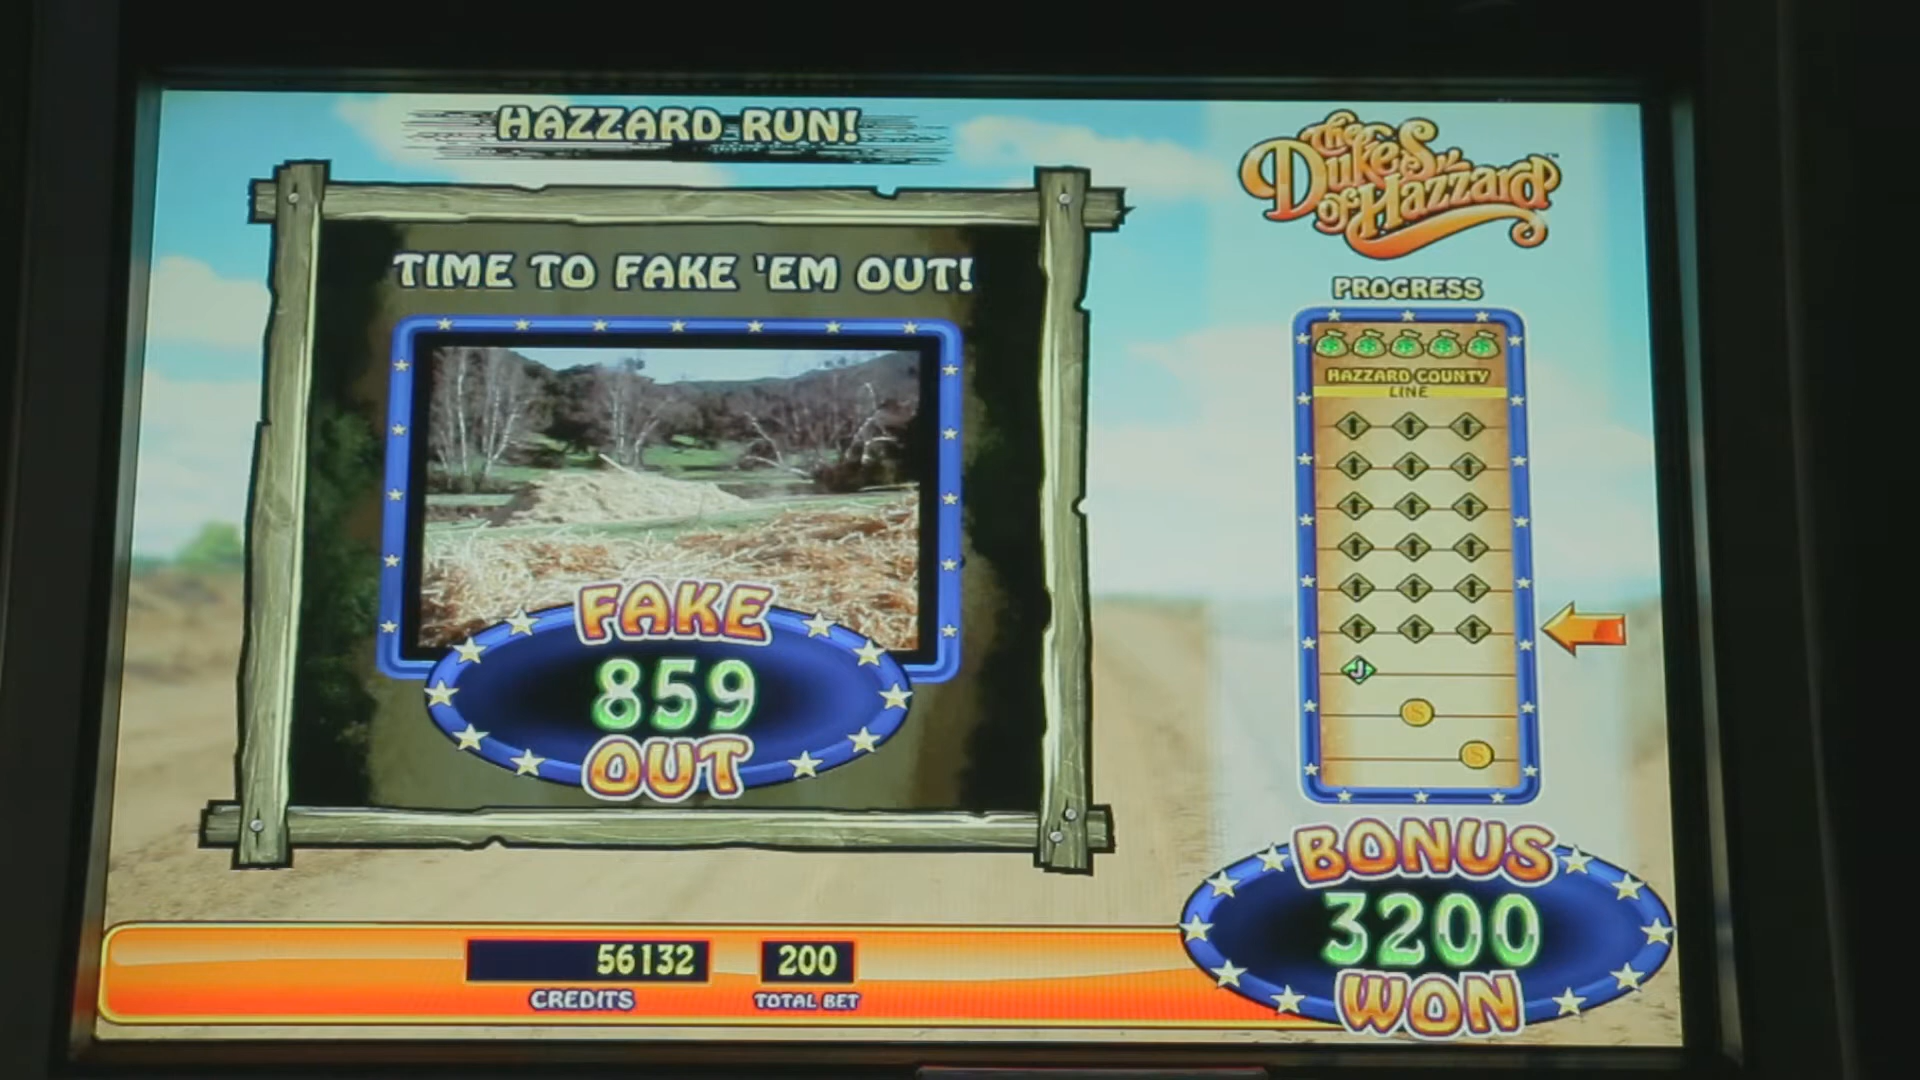 HAZZARD RUN!
TIME TO FAKE 'EM OUT!
FAKE
859
OUT
56132
CREDITS
200
TOTAL BET
The
Dukes
of Hazzard
PROGRESS
HAZZARD COUNTY
LINE
J
BONUS
3200
WON